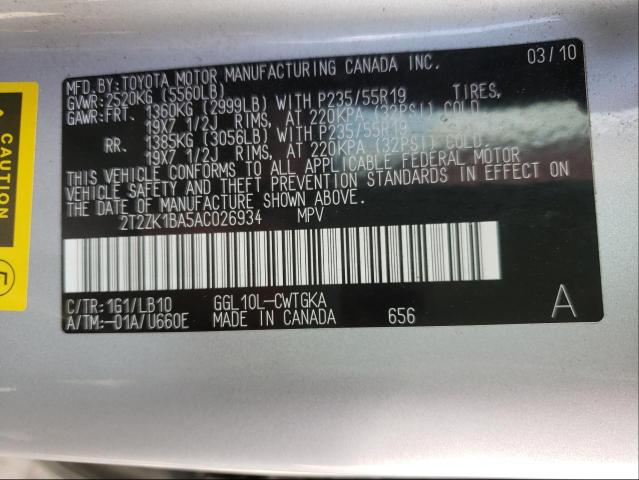 MFD.BY:TOYOTA MOTOR MANUFACTURING CANADA INC. 03/10
GVWR:2520KG (5560LB)
GAWR:FRT. 1360KG (2999LB) WITH P235/55R19 TIRES,
19X7 1/2J RIMS, AT 220KPA (32PSI) COLD.
RR. 1385KG (3056LB) WITH P235/55R19 TIRES,
19X7 1/2J RIMS, AT 220KPA (32PSI) COLD.
THIS VEHICLE CONFORMS TO ALL APPLICABLE FEDERAL MOTOR
VEHICLE SAFETY AND THEFT PREVENTION STANDARDS IN EFFECT ON
THE DATE OF MANUFACTURE SHOWN ABOVE.
2T2ZK1BA5AC026934 MPV
C/TR:1G1/LB10 GGL10L-CWTGKA A
A/TM:-01A/U660E MADE IN CANADA 656
CAUTION